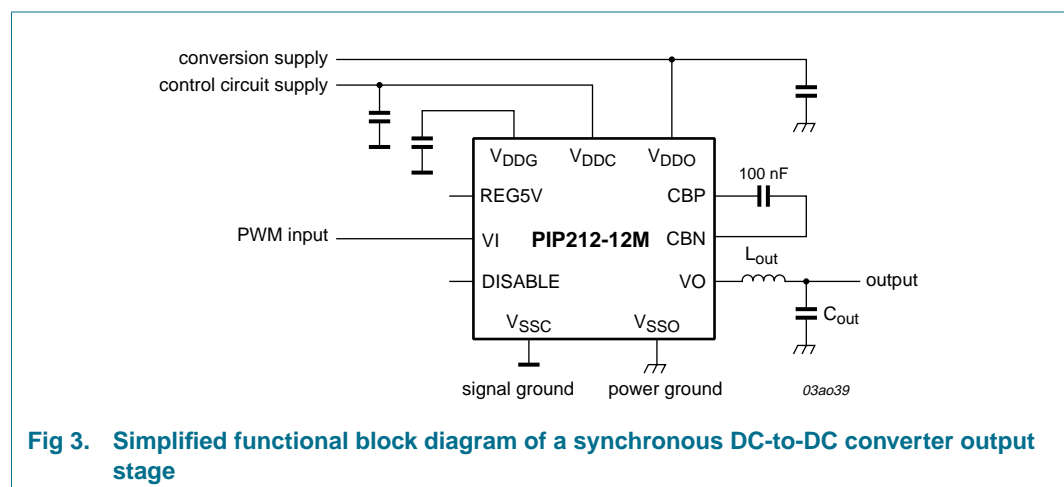 conversion supply
control circuit supply
VDDG VDDC VDDO
100 nF
REG5V CBP
PWM input VI PIP212-12M CBN
Lout
DISABLE VO output
Cout
VSSC VSSO
signal ground power ground 03ao39
Fig 3. Simplified functional block diagram of a synchronous DC-to-DC converter output
stage